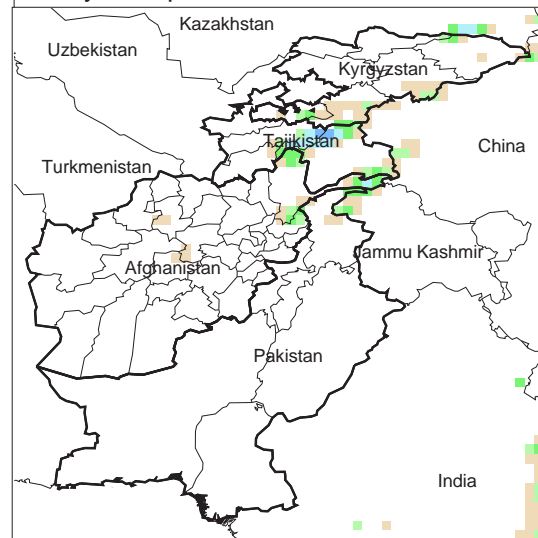 Kazakhstan
Uzbekistan
Kyrgyzstan
Tajikistan
China
Turkmenistan
Jammu Kashmir
Afghanistan
Pakistan
India